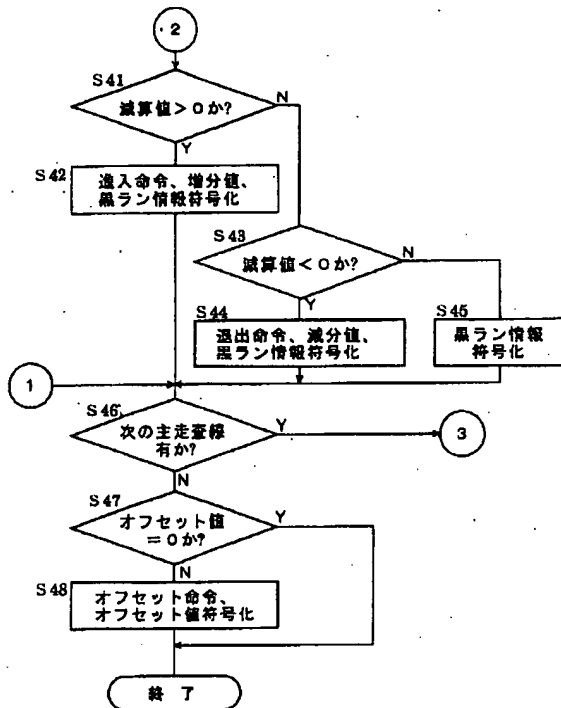 2
S41
減算値>0か?
N
Y
S42
進入命令、増分値、
黒ラン情報符号化
S43
減算値<0か?
N
Y
S44
退出命令、減分値、
黒ラン情報符号化
S45
黒ラン情報
符号化
1
S46
次の主走査線
有か?
Y
3
N
S47
オフセット値
=0か?
Y
N
S48
オフセット命令、
オフセット値符号化
終了